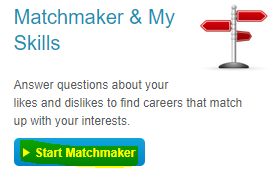 Matchmaker & My
Skills
Answer questions about your
likes and dislikes to find careers that match
up with your interests.
Start Matchmaker